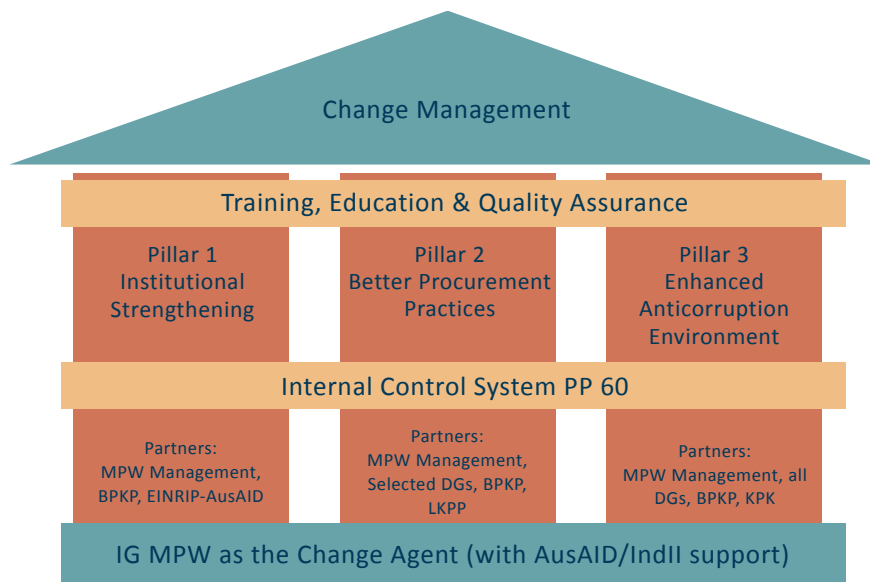 Change Management
Training, Education & Quality Assurance
Pillar 1
Institutional
Strengthening
Pillar 2
Better Procurement
Practices
Pillar 3
Enhanced
Anticorruption
Environment
Internal Control System PP 60
Partners:
MPW Management,
BPKP, EINRIP-AusAID
Partners:
MPW Management,
Selected DGs, BPKP,
LKPP
Partners:
MPW Management, all
DGs, BPKP, KPK
IG MPW as the Change Agent (with AusAID/IndII support)